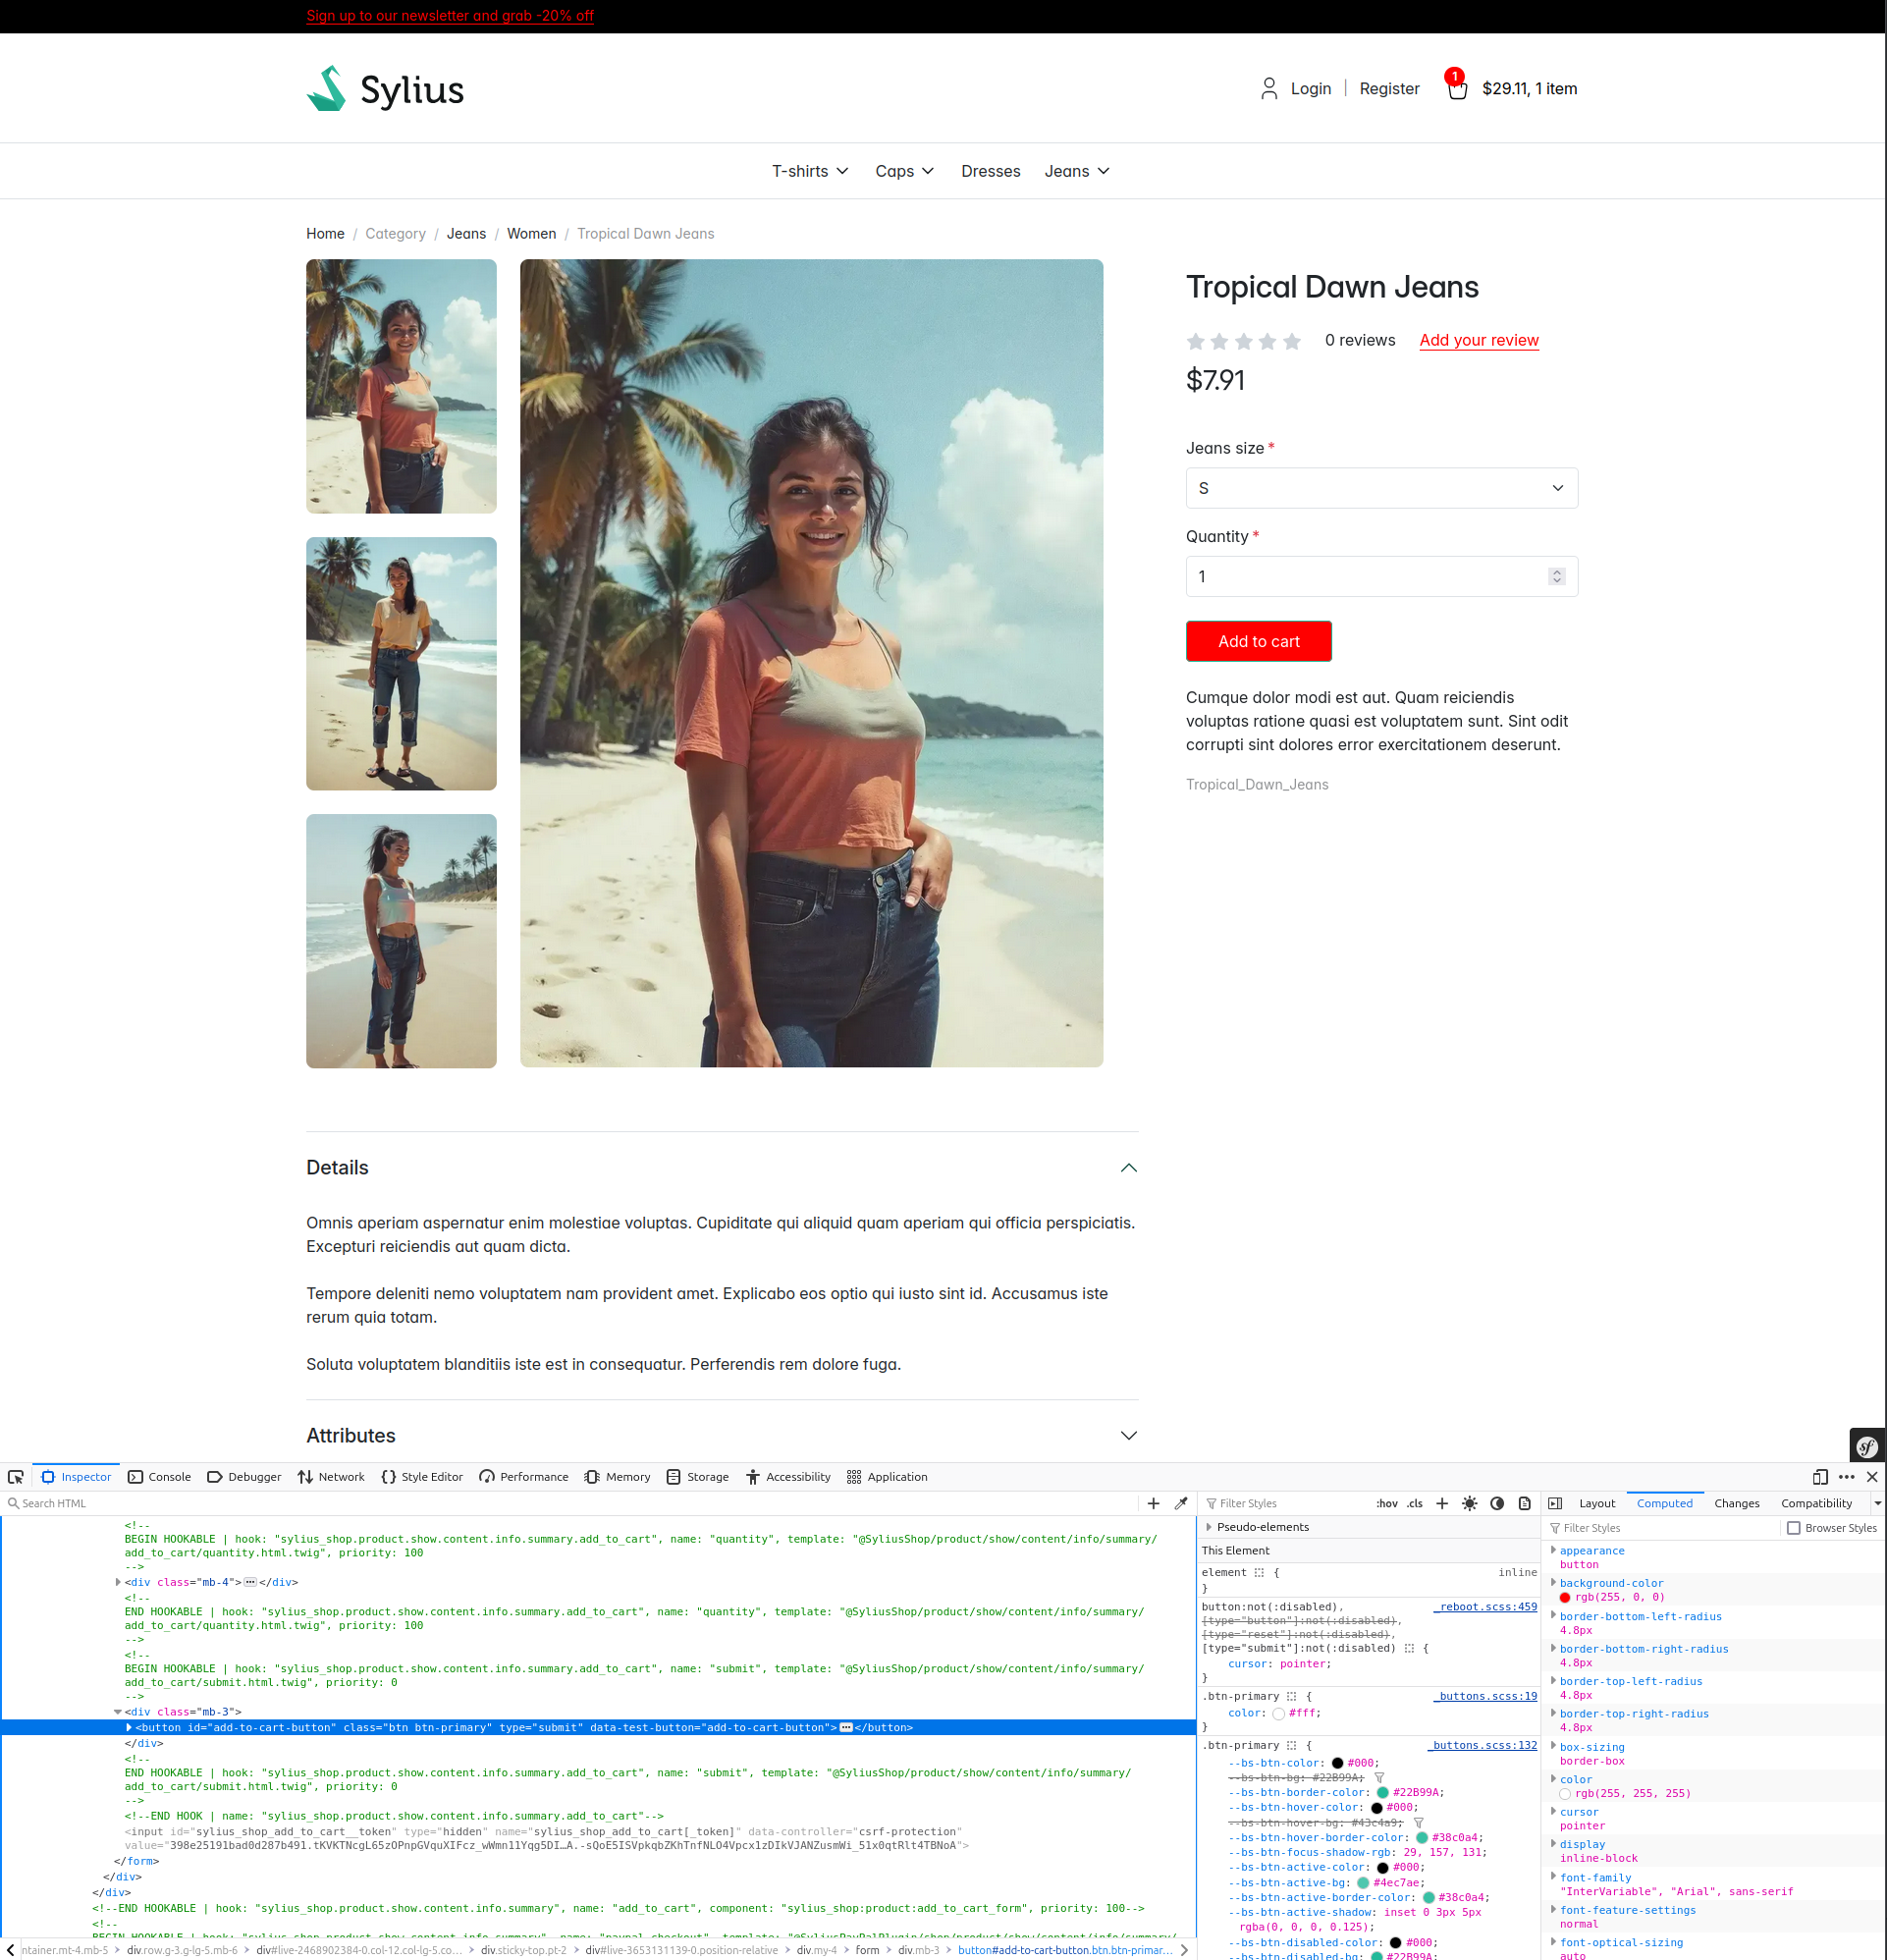 Sign up to our newsletter and grab -20% off
Sylius
Login
Register
1
$29.11, 1 item
T-shirts
Caps
Dresses
Jeans
Home / Category / Jeans / Women / Tropical Dawn Jeans
Tropical Dawn Jeans
0 reviews
Add your review
$7.91
Jeans size *
S
Quantity *
1
Add to cart
Cumque dolor modi est aut. Quam reiciendis
voluptas ratione quasi est voluptatem sunt. Sint odit
corrupti sint dolores error exercitationem deserunt.
Tropical_Dawn_Jeans
Details
Omnis aperiam aspernatur enim molestiae voluptas. Cupiditate qui aliquid quam aperiam qui officia perspiciatis.
Excepturi reiciendis aut quam dicta.
Tempore deleniti nemo voluptatem nam provident amet. Explicabo eos optio qui iusto sint id. Accusamus iste
rerum quia totam.
Soluta voluptatem blanditiis iste est in consequatur. Perferendis rem dolore fuga.
Attributes
sf
Inspector Console Debugger Network Style Editor Performance Memory Storage Accessibility Application
Search HTML
<!--
BEGIN HOOKABLE | hook: "sylius_shop.product.show.content.info.summary.add_to_cart", name: "quantity", template: "@SyliusShop/product/show/content/info/summary/
add_to_cart/quantity.html.twig", priority: 100
-->
<div class="mb-4"></div>
<!--
END HOOKABLE | hook: "sylius_shop.product.show.content.info.summary.add_to_cart", name: "quantity", template: "@SyliusShop/product/show/content/info/summary/
add_to_cart/quantity.html.twig", priority: 100
-->
<!--
BEGIN HOOKABLE | hook: "sylius_shop.product.show.content.info.summary.add_to_cart", name: "submit", template: "@SyliusShop/product/show/content/info/summary/
add_to_cart/submit.html.twig", priority: 0
-->
<div class="mb-3">
<button id="add-to-cart-button" class="btn btn-primary" type="submit" data-test-button="add-to-cart-button"></button>
</div>
<!--
END HOOKABLE | hook: "sylius_shop.product.show.content.info.summary.add_to_cart", name: "submit", template: "@SyliusShop/product/show/content/info/summary/
add_to_cart/submit.html.twig", priority: 0
-->
<!--END HOOK | name: "sylius_shop.product.show.content.info.summary.add_to_cart"-->
<input id="sylius_shop_add_to_cart__token" type="hidden" name="sylius_shop_add_to_cart[_token]" data-controller="csrf-protection"
</form>
</div>
</div>
<!--END HOOKABLE | hook: "sylius_shop.product.show.content.info.summary", name: "add_to_cart", component: "sylius_shop:product:add_to_cart_form", priority: 100-->
<!--
ntainer.mt-4.mb-5 > div.row.g-3.g-lg-5.mb-6 > div#live-2468902384-0.col-12.col-lg-5.co… > div.sticky-top.pt-2 > div#live-3653131139-0.position-relative > div.my-4 > form > div.mb-3 > button#add-to-cart-button.btn.btn-primar…
Filter Styles
:hov .cls
Pseudo-elements
This Element
element { inline
}
button:not(:disabled), _reboot.scss:459
[type="button"]:not(:disabled),
[type="reset"]:not(:disabled),
[type="submit"]:not(:disabled) {
cursor: pointer;
}
.btn-primary { _buttons.scss:19
color: #fff;
}
.btn-primary { _buttons.scss:132
--bs-btn-color: #000;
--bs-btn-bg: #22B99A;
--bs-btn-border-color: #22B99A;
--bs-btn-hover-color: #000;
--bs-btn-hover-bg: #43c4a9;
--bs-btn-hover-border-color: #38c0a4;
--bs-btn-focus-shadow-rgb: 29, 157, 131;
--bs-btn-active-color: #000;
--bs-btn-active-bg: #4ec7ae;
--bs-btn-active-border-color: #38c0a4;
--bs-btn-active-shadow: inset 0 3px 5px
rgba(0, 0, 0, 0.125);
--bs-btn-disabled-color: #000;
--bs-btn-disabled-bg: #22B99A;
Layout Computed Changes Compatibility
Filter Styles
Browser Styles
appearance
button
background-color
rgb(255, 0, 0)
border-bottom-left-radius
4.8px
border-bottom-right-radius
4.8px
border-top-left-radius
4.8px
border-top-right-radius
4.8px
box-sizing
border-box
color
rgb(255, 255, 255)
cursor
pointer
display
inline-block
font-family
"InterVariable", "Arial", sans-serif
font-feature-settings
normal
font-optical-sizing
auto